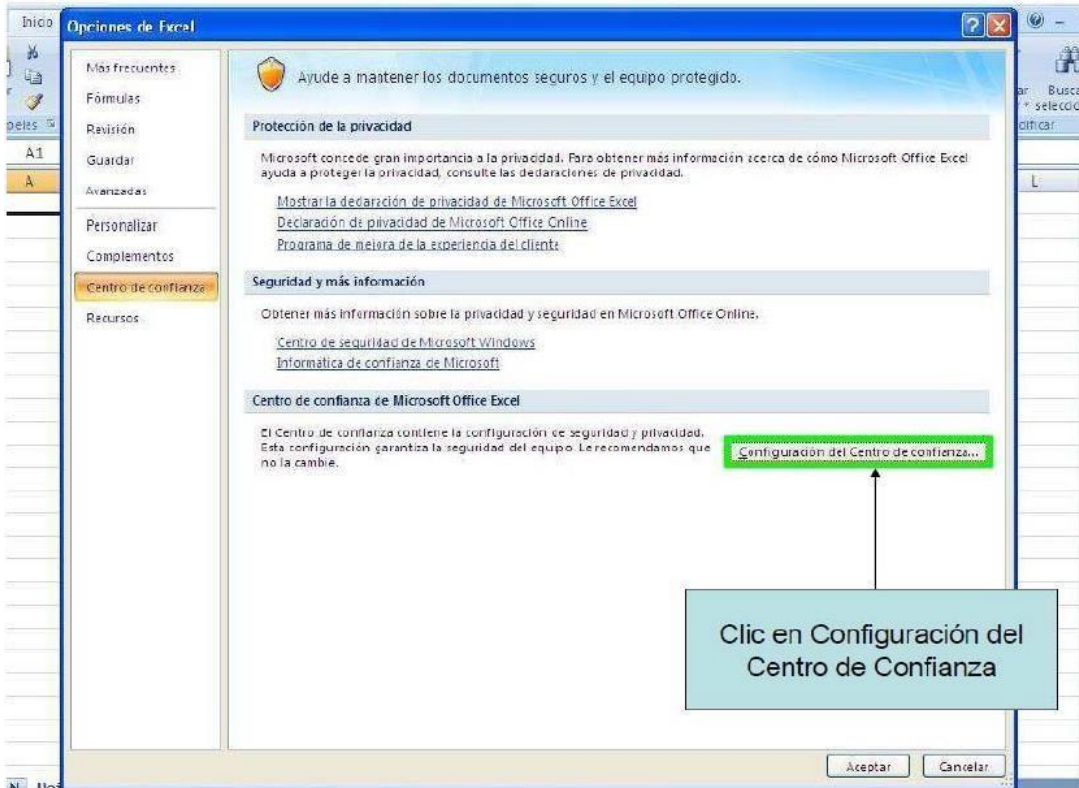 Inicio
Opciones de Excel
A1
A
L
Más frecuentes
Fórmulas
Revisión
Guardar
Avanzadas
Personalizar
Complementos
Centro de confianza
Recursos
Ayude a mantener los documentos seguros y el equipo protegido.
Protección de la privacidad
Microsoft concede gran importancia a la privacidad. Para obtener más información acerca de cómo Microsoft Office Excel
ayuda a proteger la privacidad, consulte las declaraciones de privacidad.
Mostrar la declaración de privacidad de Microsoft Office Excel
Declaración de privacidad de Microsoft Office Online
Programa de mejora de la experiencia del cliente
Seguridad y más información
Obtener más información sobre la privacidad y seguridad en Microsoft Office Online.
Centro de seguridad de Microsoft Windows
Informática de confianza de Microsoft
Centro de confianza de Microsoft Office Excel
El Centro de confianza contiene la configuración de seguridad y privacidad.
Esta configuración garantiza la seguridad del equipo. Le recomendamos que
no la cambie.
Configuración del Centro de confianza...
Clic en Configuración del
Centro de Confianza
Aceptar
Cancelar